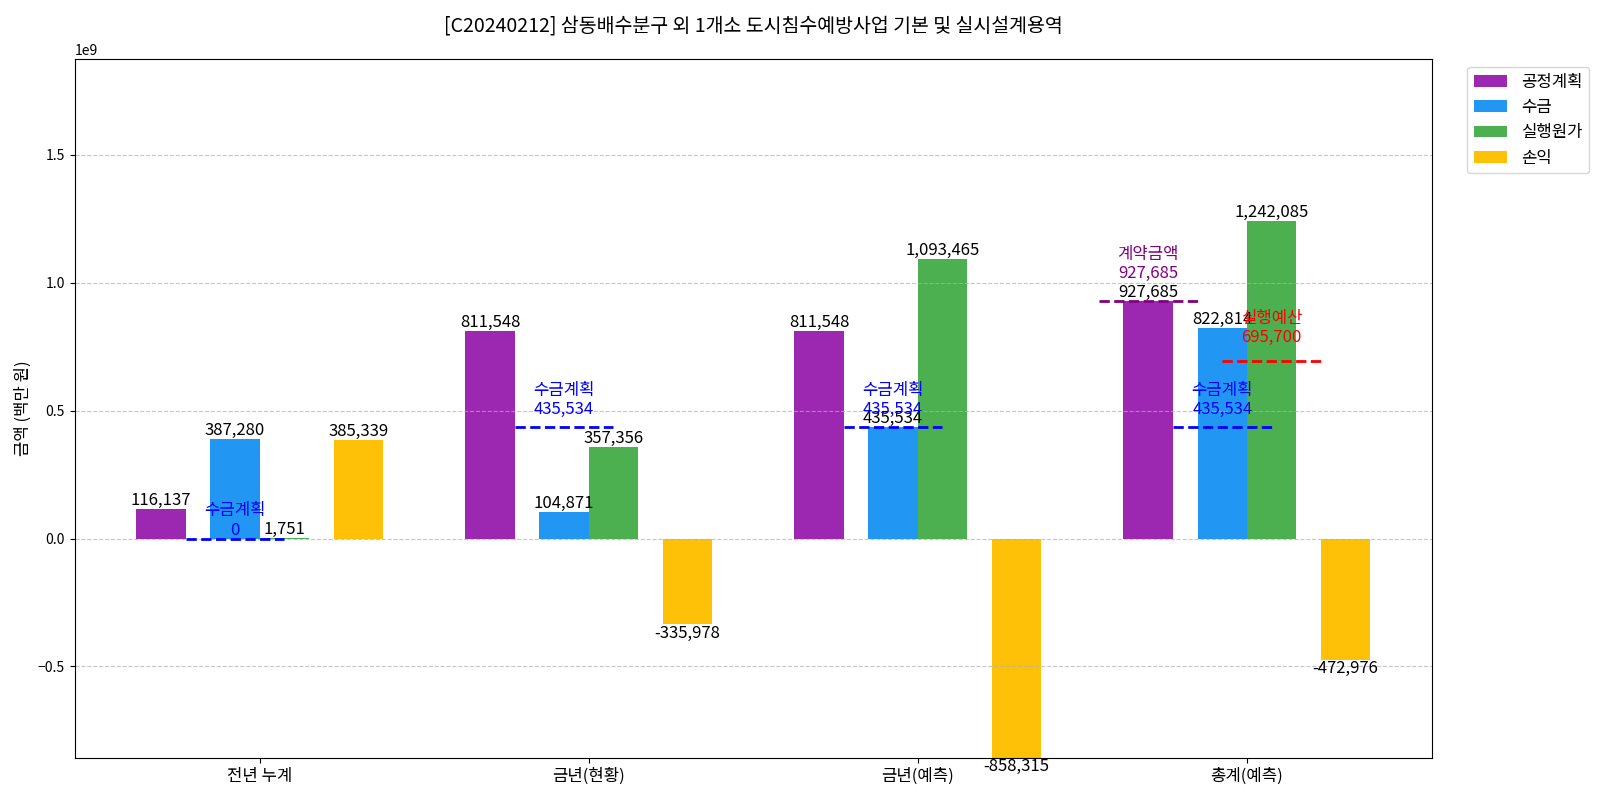 [C20240212] 삼동배수분구 외 1개소 도시침수예방사업 기본 및 실시설계용역
1e9
공정계획
수금
실행원가
손익
금액 (백만 원)
1.5
1.0
0.5
0.0
−0.5
116,137
387,280
수금계획
0
1,751
385,339
811,548
수금계획
435,534
104,871
357,356
-335,978
811,548
수금계획
435,534
435,534
1,093,465
-858,315
계약금액
927,685
927,685
822,814
수금계획
435,534
1,242,085
실행예산
695,700
-472,976
전년 누계
금년(현황)
금년(예측)
총계(예측)